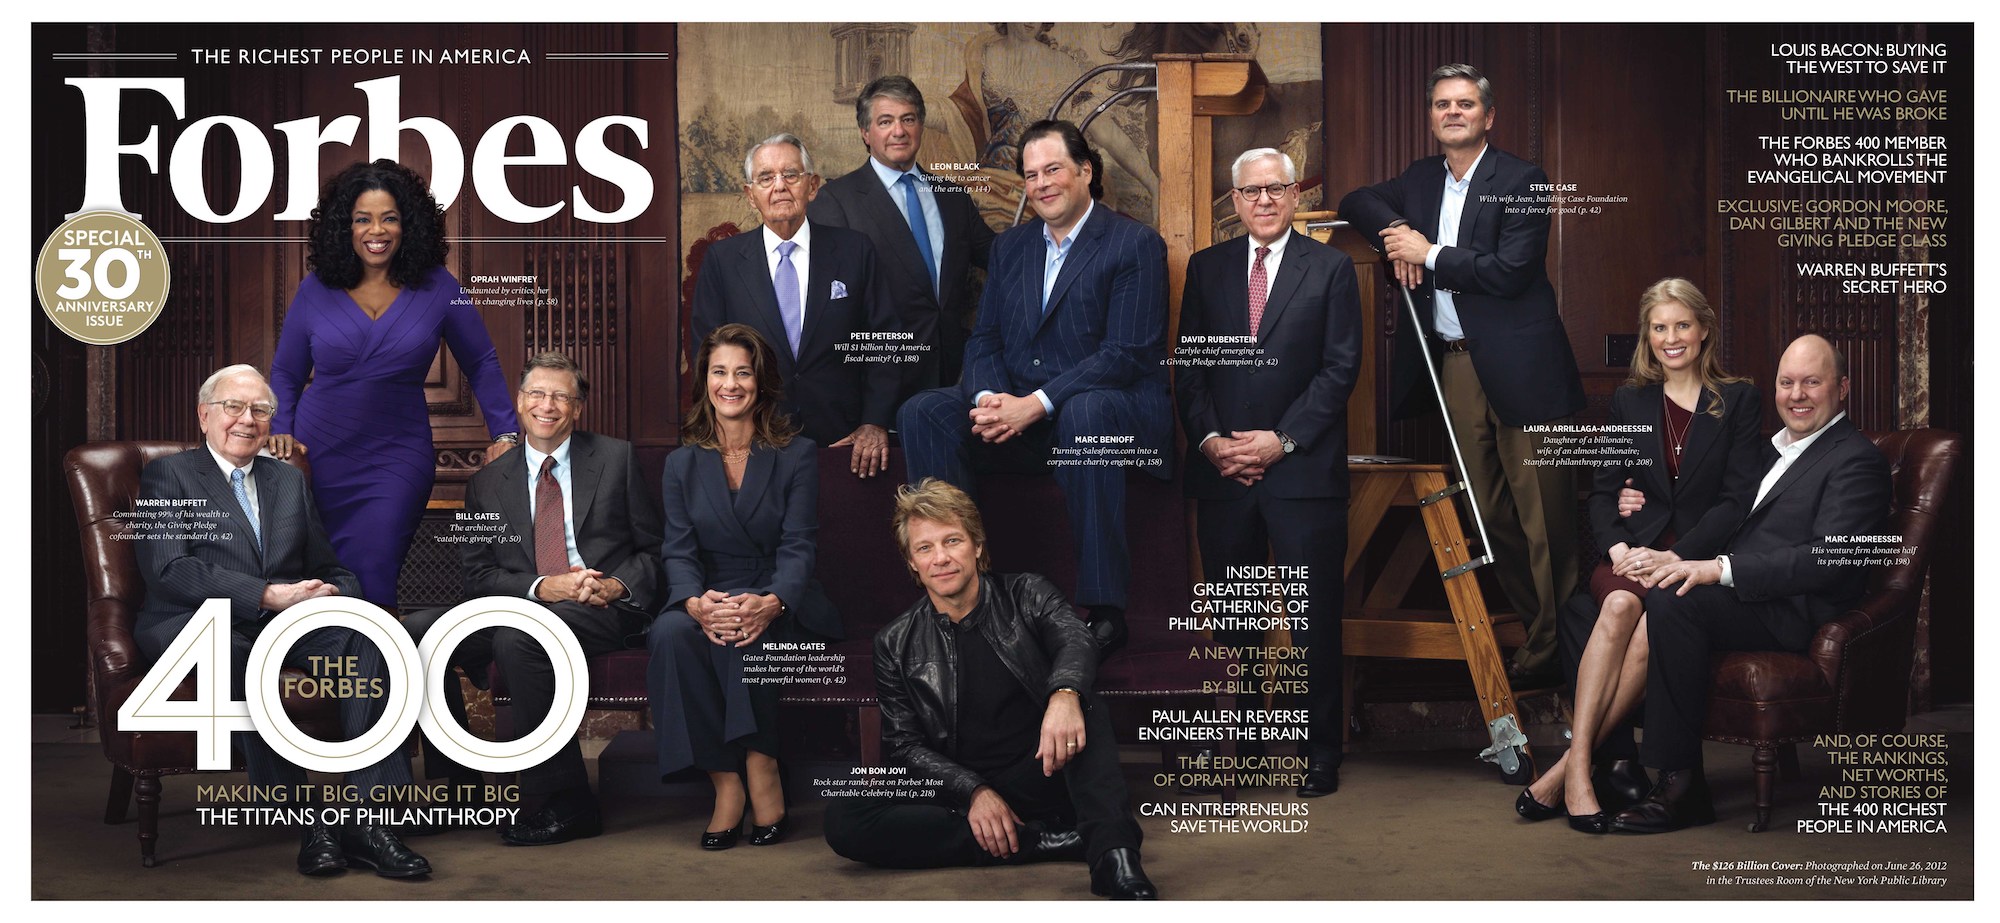 THE RICHEST PEOPLE IN AMERICA
Forbes
SPECIAL
30TH
ANNIVERSARY
ISSUE
OPRAH WINFREY
Undaunted by critics, her
school is changing lives (p. 58)
WARREN BUFFETT
Committing 99% of his wealth to
charity, the Giving Pledge
cofounder sets the standard (p. 42)
BILL GATES
The architect of
"catalytic giving" (p. 50)
400
THE
FORBES
MAKING IT BIG, GIVING IT BIG
THE TITANS OF PHILANTHROPY
LEON BLACK
Giving big to cancer
and the arts (p. 144)
PETE PETERSON
Will $1 billion buy America
fiscal sanity? (p. 188)
MARC BENIOFF
Turning Salesforce.com into a
corporate charity engine (p. 158)
DAVID RUBENSTEIN
Carlyle chief emerging as
a Giving Pledge champion (p. 42)
MELINDA GATES
Gates Foundation leadership
makes her one of the world's
most powerful women (p. 42)
JON BON JOVI
Rock star ranks first on Forbes' Most
Charitable Celebrity list (p. 218)
INSIDE THE
GREATEST-EVER
GATHERING OF
PHILANTHROPISTS
A NEW THEORY
OF GIVING
BY BILL GATES
PAUL ALLEN REVERSE
ENGINEERS THE BRAIN
THE EDUCATION
OF OPRAH WINFREY
CAN ENTREPRENEURS
SAVE THE WORLD?
STEVE CASE
With wife Jean, building Case Foundation
into a force for good (p. 42)
LAURA ARRILLAGA-ANDREESSEN
Daughter of a billionaire;
wife of an almost-billionaire;
Stanford philanthropy guru (p. 208)
MARC ANDREESSEN
His venture firm donates half
its profits up front (p. 198)
LOUIS BACON: BUYING
THE WEST TO SAVE IT
THE BILLIONAIRE WHO GAVE
UNTIL HE WAS BROKE
THE FORBES 400 MEMBER
WHO BANKROLLS THE
EVANGELICAL MOVEMENT
EXCLUSIVE: GORDON MOORE,
DAN GILBERT AND THE NEW
GIVING PLEDGE CLASS
WARREN BUFFETT'S
SECRET HERO
AND, OF COURSE,
THE RANKINGS,
NET WORTHS,
AND STORIES OF
THE 400 RICHEST
PEOPLE IN AMERICA
The $126 Billion Cover: Photographed on June 26, 2012
in the Trustees Room of the New York Public Library